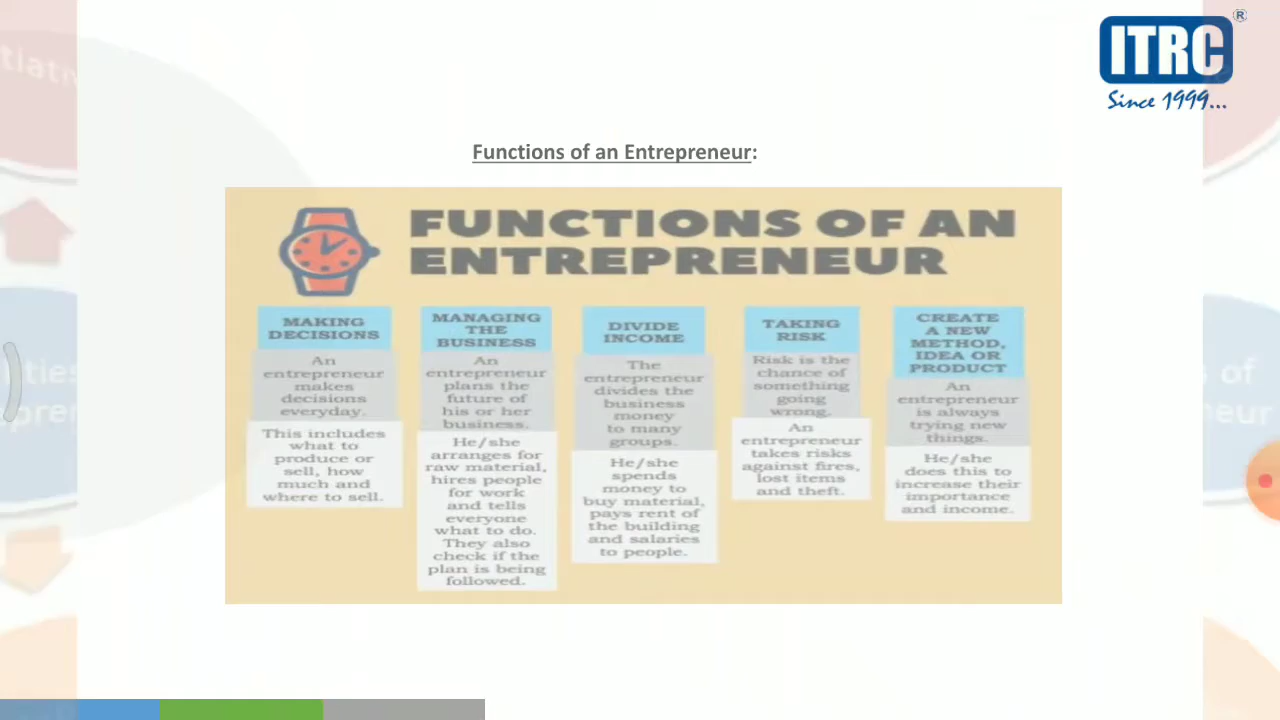 ITRC
®
Since 1999...
tiativ
Functions of an Entrepreneur:
FUNCTIONS OF AN
ENTREPRENEUR
MAKING
DECISIONS
An
entrepreneur
makes
decisions
everyday.
This includes
what to
produce or
sell, how
much and
where to sell.
MANAGING
THE
BUSINESS
An
entrepreneur
plans the
future of
his or her
business.
He/she
arranges for
raw material,
hires people
for work
and tells
everyone
what to do.
They also
check if the
plan is being
followed.
DIVIDE
INCOME
The
entrepreneur
divides the
business
money
to many
groups.
He/she
spends
money to
buy material,
pays rent of
the building
and salaries
to people.
TAKING
RISK
Risk is the
chance of
something
going
wrong.
An
entrepreneur
takes risks
against fires,
lost items
and theft.
CREATE
A NEW
METHOD,
IDEA OR
PRODUCT
An
entrepreneur
is always
trying new
things.
He/she
does this to
increase their
importance
and income.
ties
prer
s of
neur